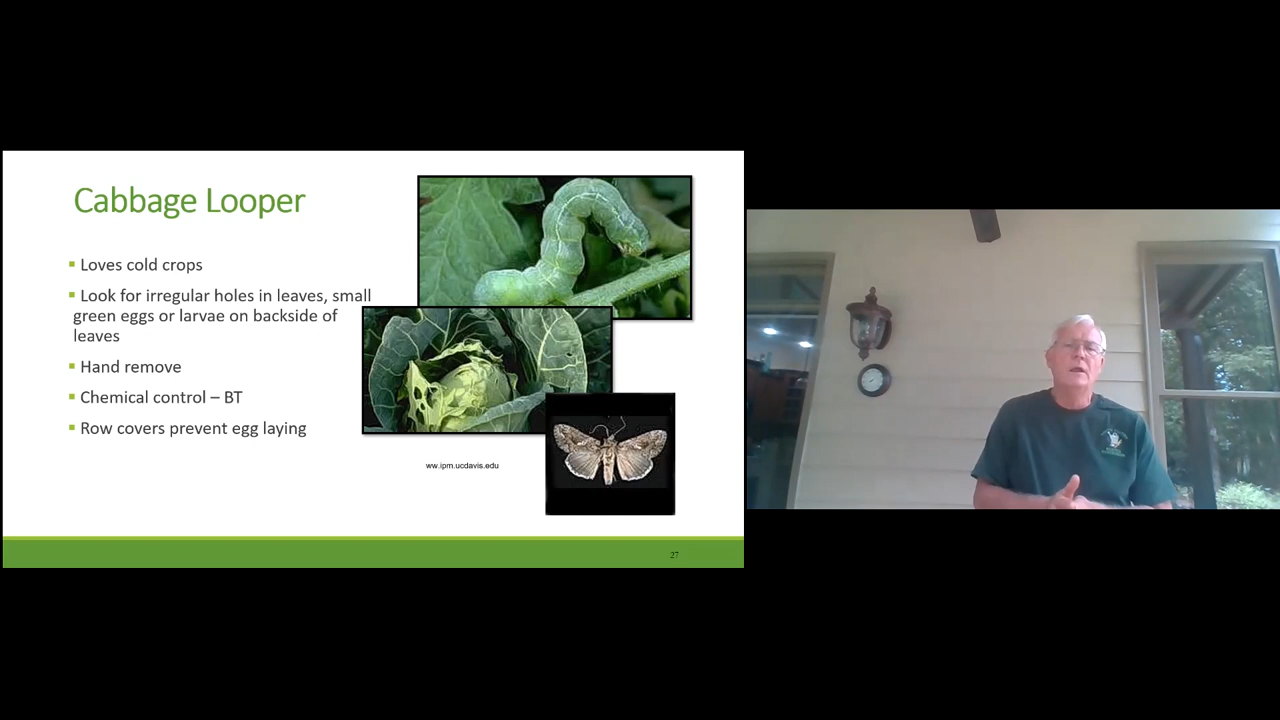 Cabbage Looper
Loves cold crops
Look for irregular holes in leaves, small
green eggs or larvae on backside of
leaves
Hand remove
Chemical control – BT
Row covers prevent egg laying
ww.ipm.ucdavis.edu
27